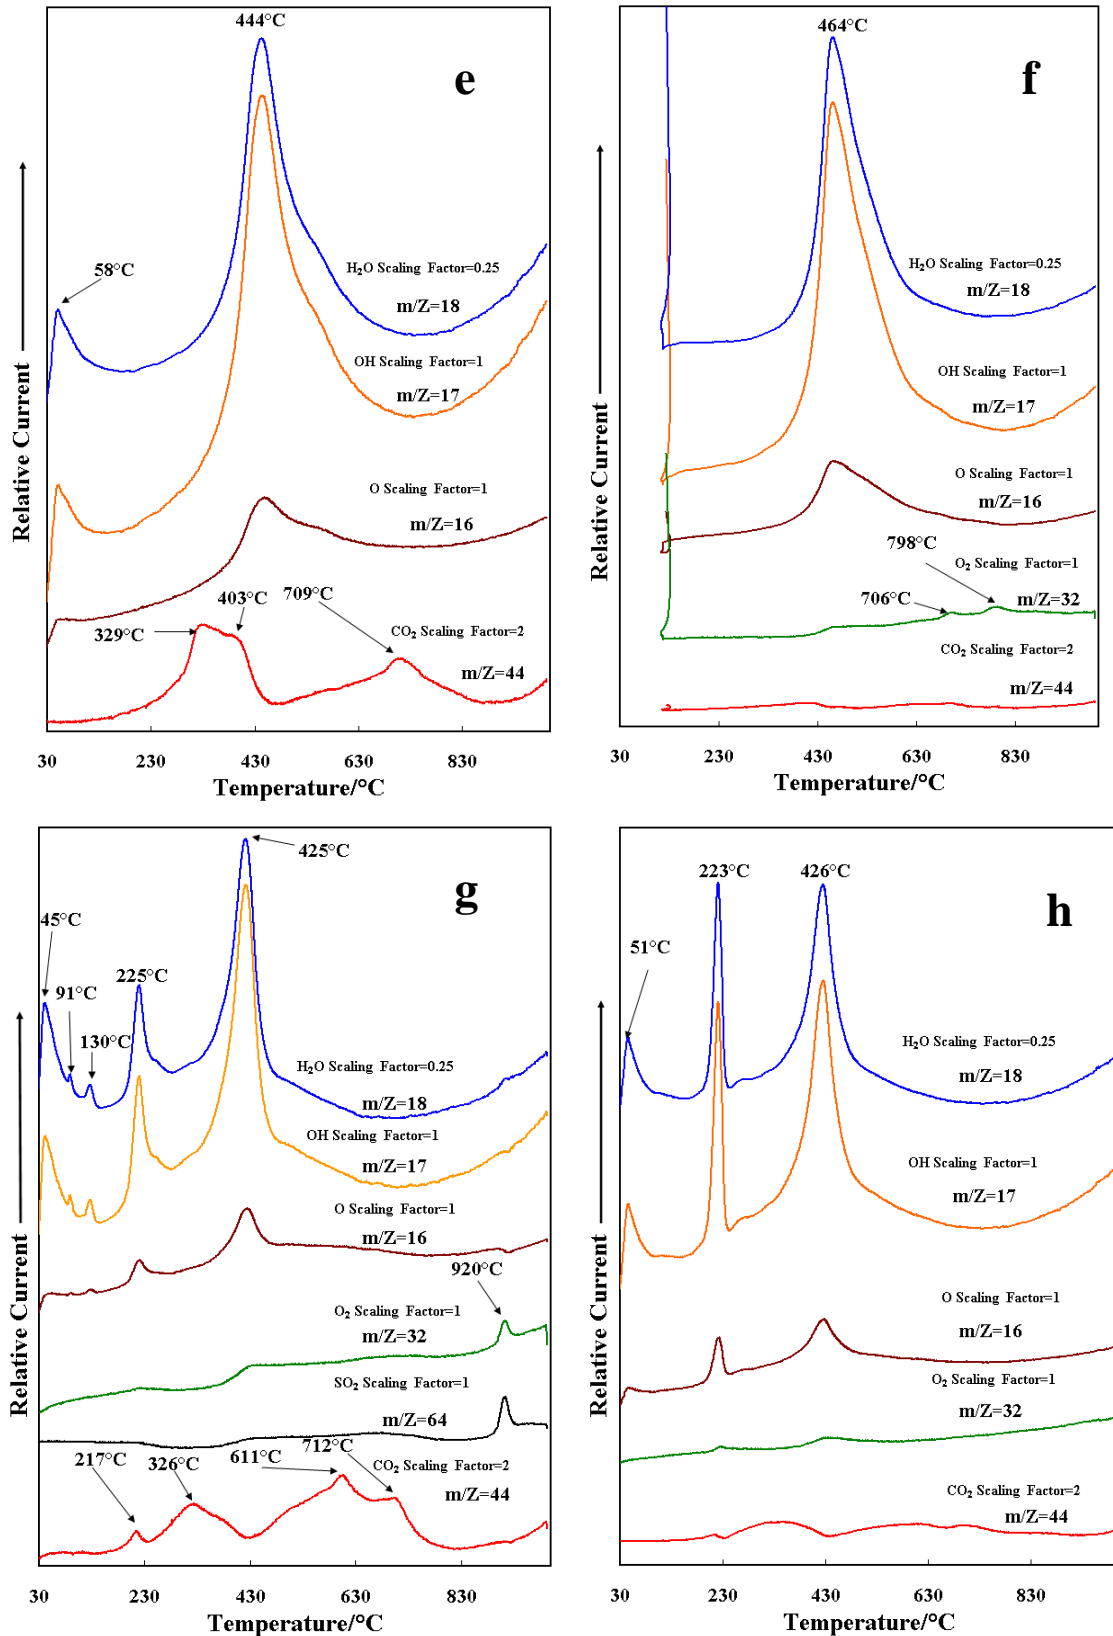 444°C
e
58°C
H₂O Scaling Factor=0.25
m/Z=18
OH Scaling Factor=1
m/Z=17
O Scaling Factor=1
m/Z=16
709°C
403°C
329°C
CO₂ Scaling Factor=2
m/Z=44
Relative Current
30 230 430 630 830
Temperature/°C
464°C
f
H₂O Scaling Factor=0.25
m/Z=18
OH Scaling Factor=1
m/Z=17
O Scaling Factor=1
m/Z=16
798°C
O₂ Scaling Factor=1
706°C
m/Z=32
CO₂ Scaling Factor=2
m/Z=44
Relative Current
30 230 430 630 830
Temperature/°C
425°C
g
45°C
91°C
225°C
130°C
H₂O Scaling Factor=0.25
m/Z=18
OH Scaling Factor=1
m/Z=17
O Scaling Factor=1
m/Z=16
920°C
O₂ Scaling Factor=1
m/Z=32
SO₂ Scaling Factor=1
m/Z=64
217°C
326°C
611°C
712°C
CO₂ Scaling Factor=2
m/Z=44
Relative Current
30 230 430 630 830
Temperature/°C
223°C
426°C
h
51°C
H₂O Scaling Factor=0.25
m/Z=18
OH Scaling Factor=1
m/Z=17
O Scaling Factor=1
m/Z=16
O₂ Scaling Factor=1
m/Z=32
CO₂ Scaling Factor=2
m/Z=44
Relative Current
30 230 430 630 830
Temperature/°C